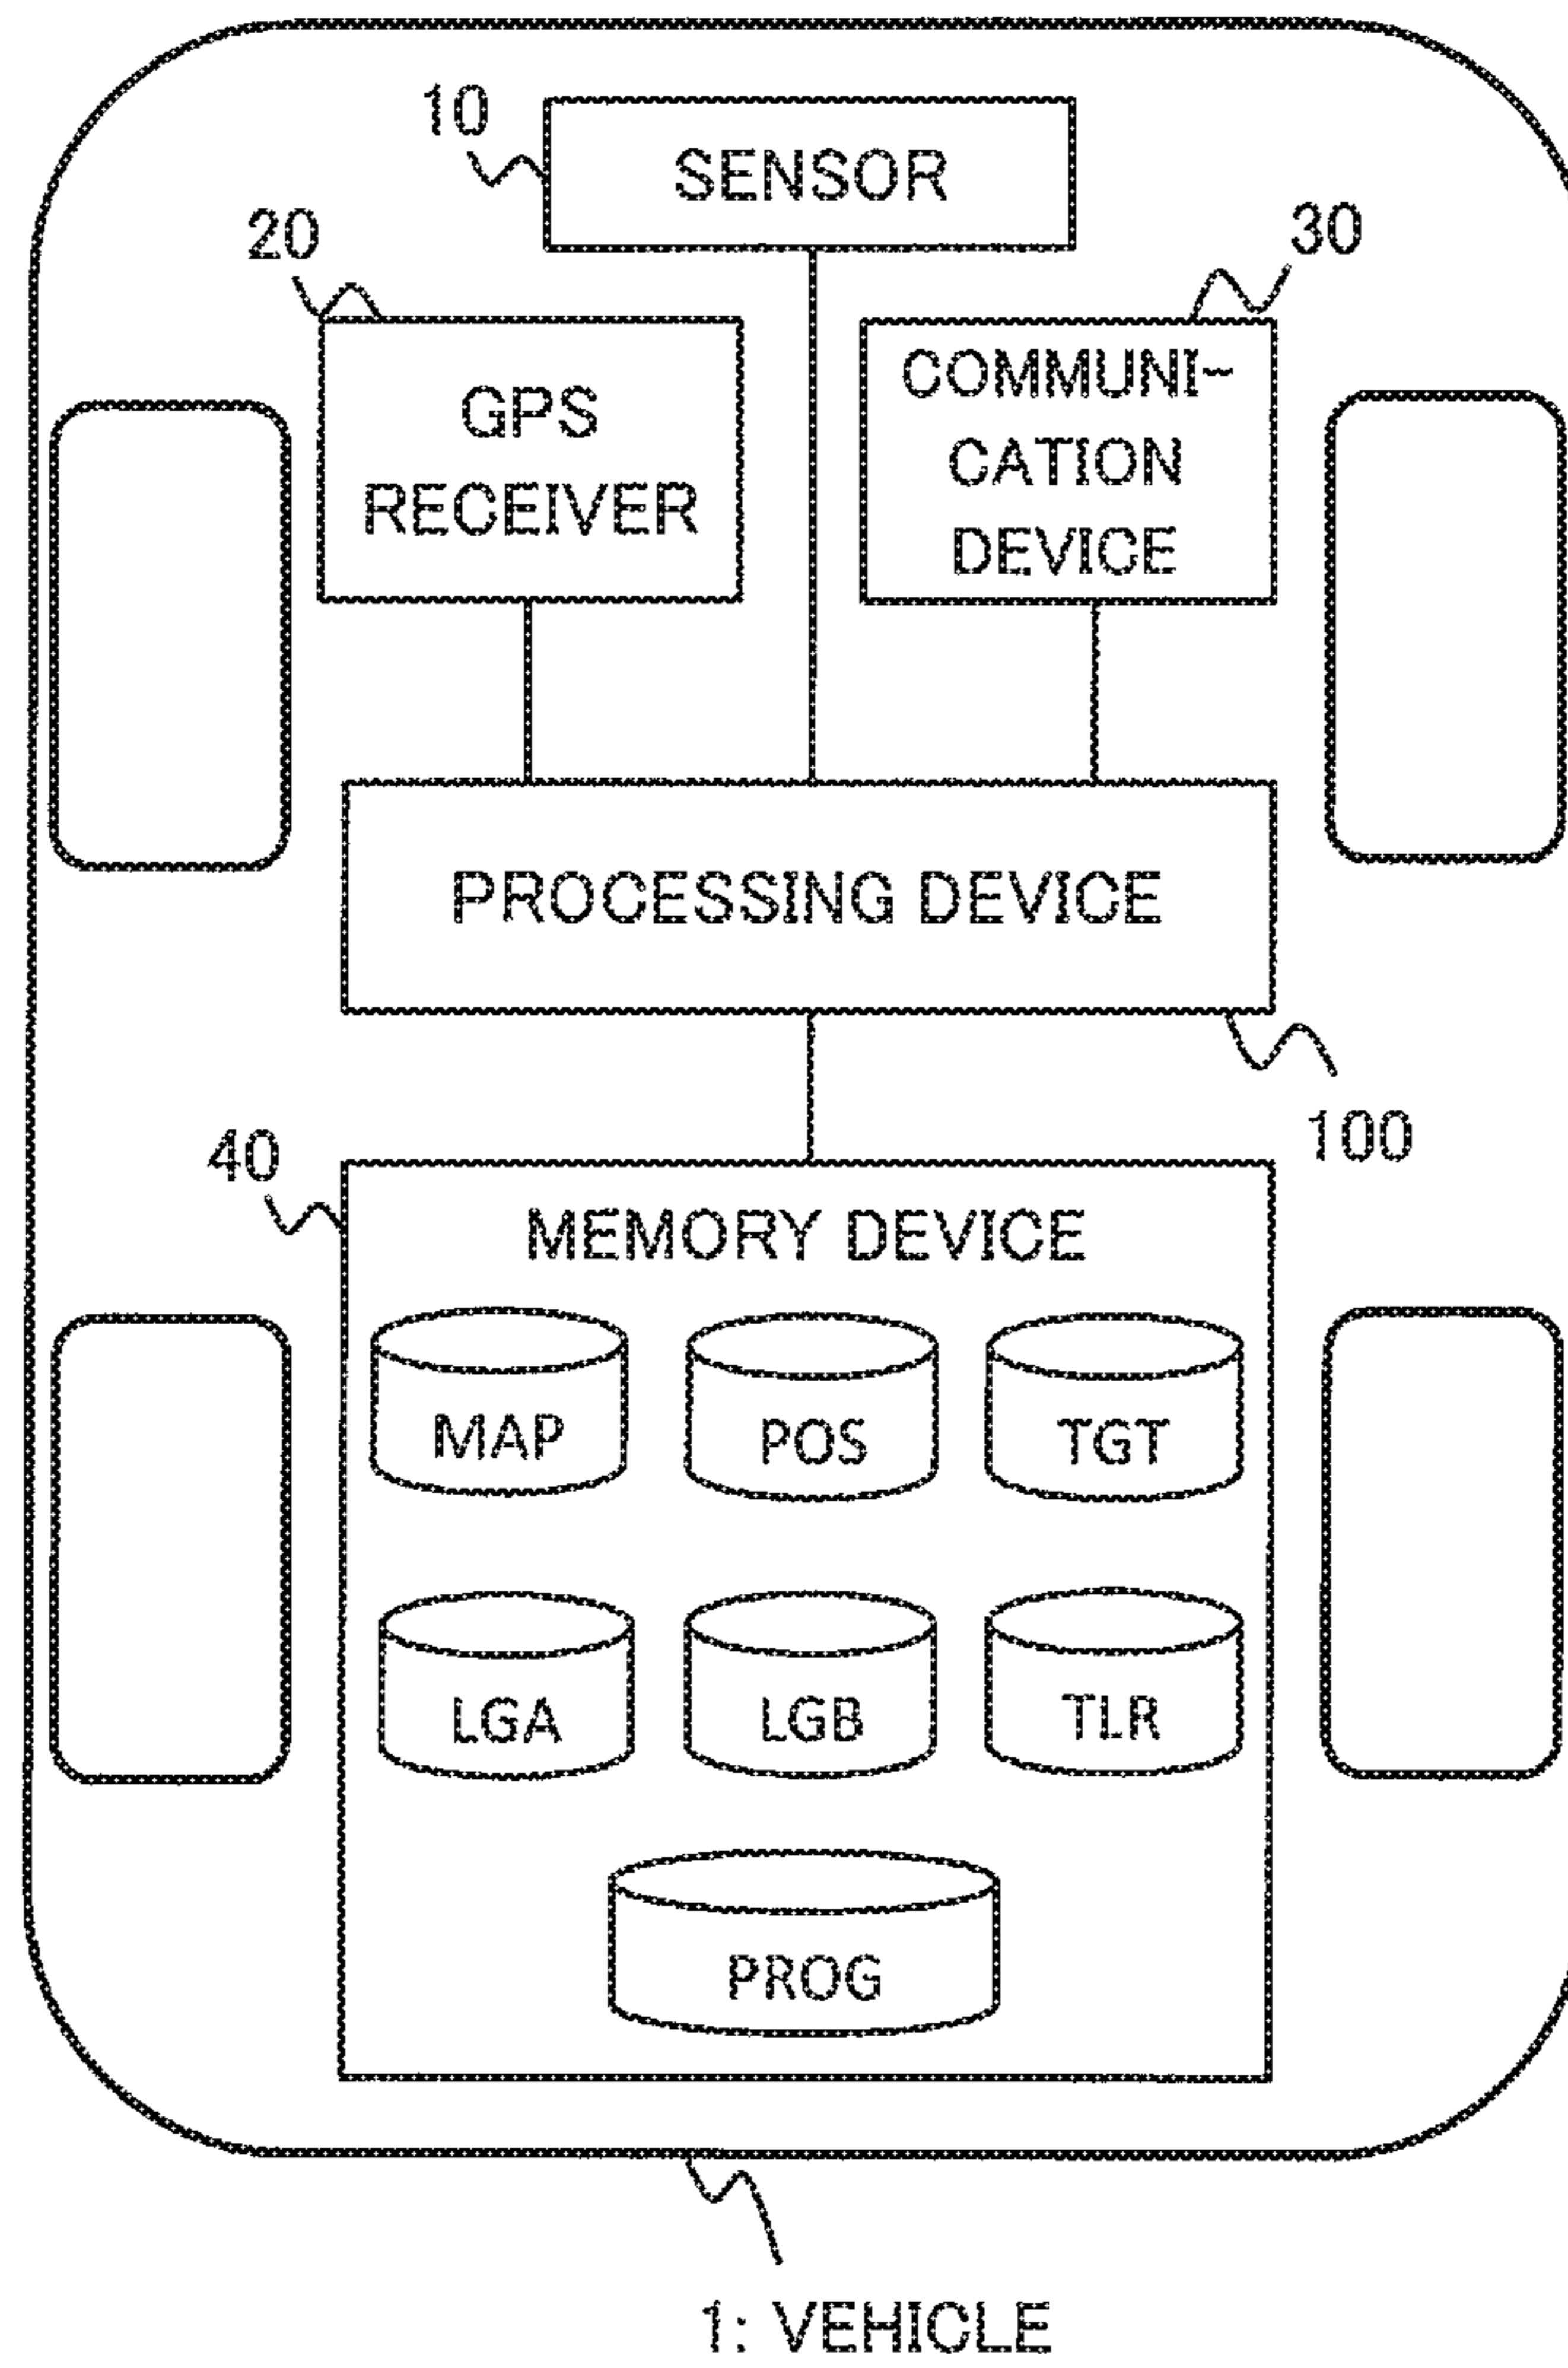 10
SENSOR
20
30
GPS
RECEIVER
COMMUNI-
CATION
DEVICE
PROCESSING DEVICE
100
40
MEMORY DEVICE
MAP
POS
TGT
LGA
LGB
TLR
PROG
1: VEHICLE